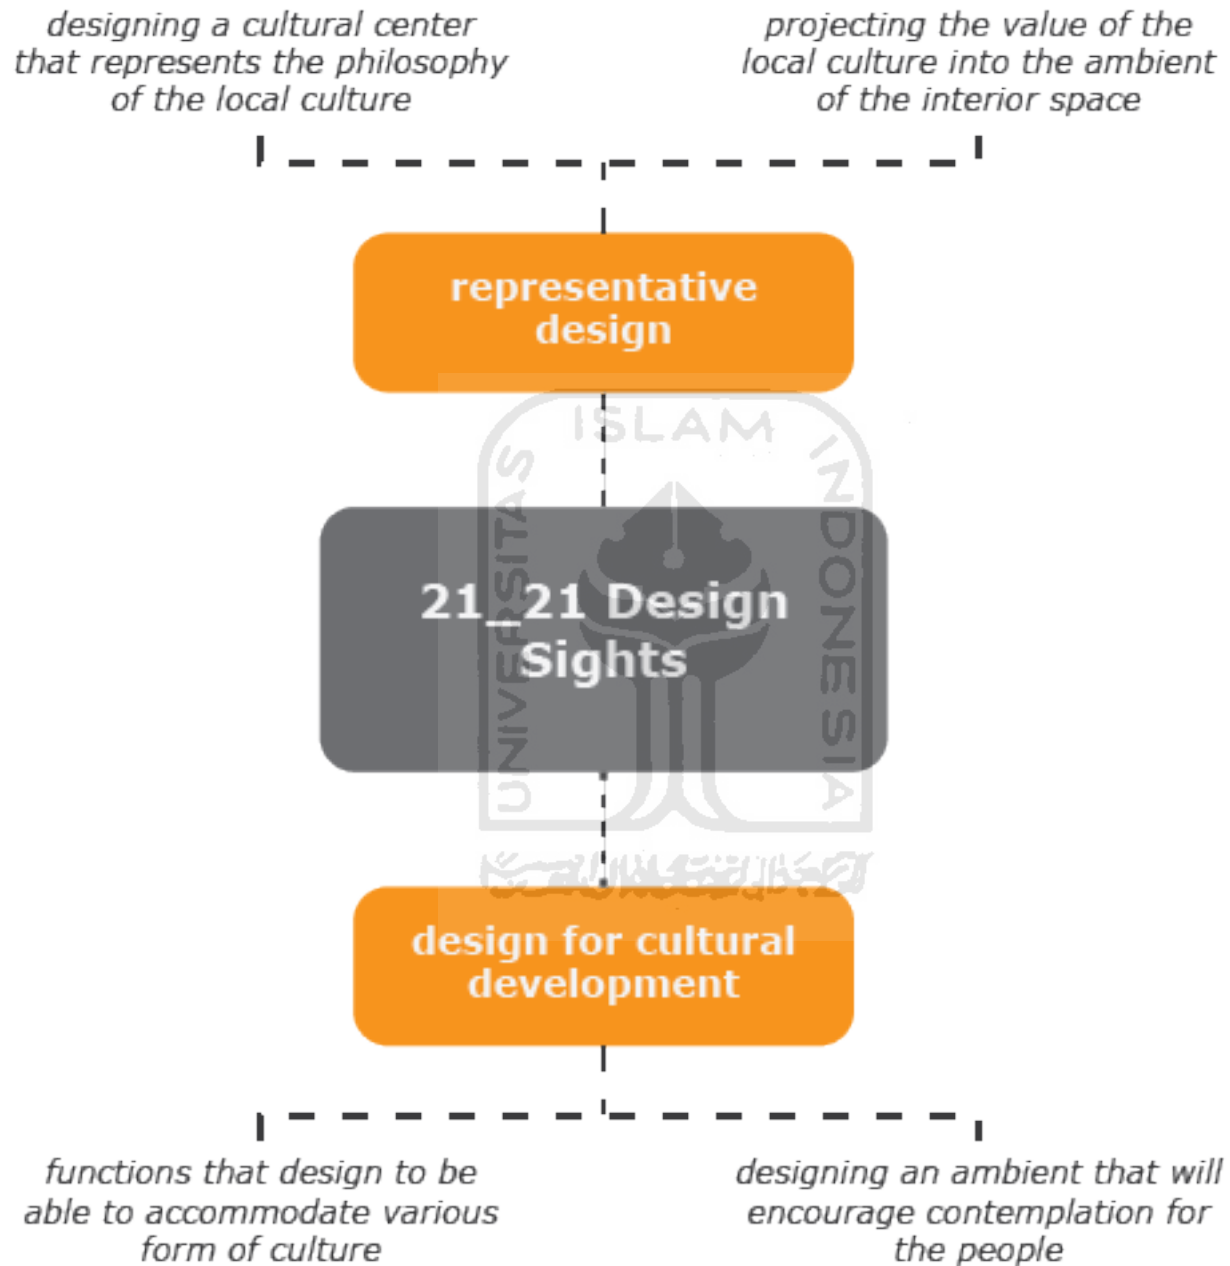 designing a cultural center
that represents the philosophy
of the local culture
projecting the value of the
local culture into the ambient
of the interior space
representative
design
ISLAM
UNIVERSITAS
INDONESIA
21_21 Design
Sights
design for cultural
development
functions that design to be
able to accommodate various
form of culture
designing an ambient that will
encourage contemplation for
the people